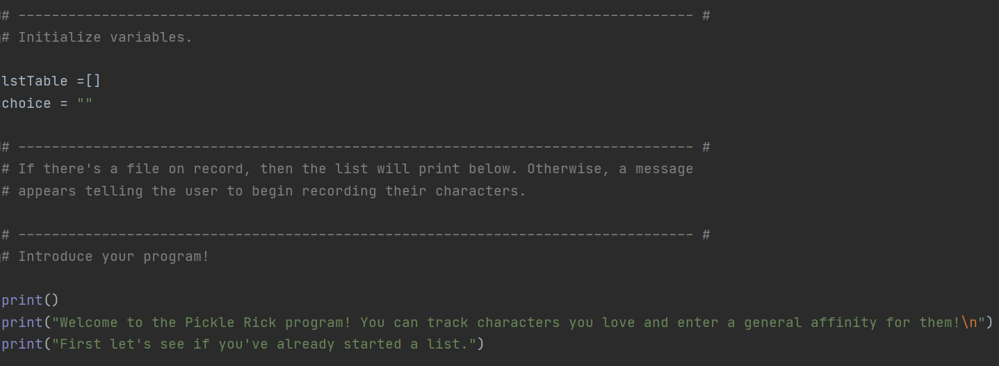 # --------------------------------------------------------------------------------- #
# Initialize variables.
lstTable =[]
choice = ""
# --------------------------------------------------------------------------------- #
# If there's a file on record, then the list will print below. Otherwise, a message
# appears telling the user to begin recording their characters.
# --------------------------------------------------------------------------------- #
# Introduce your program!
print()
print("Welcome to the Pickle Rick program! You can track characters you love and enter a general affinity for them!\n")
print("First let's see if you've already started a list.")